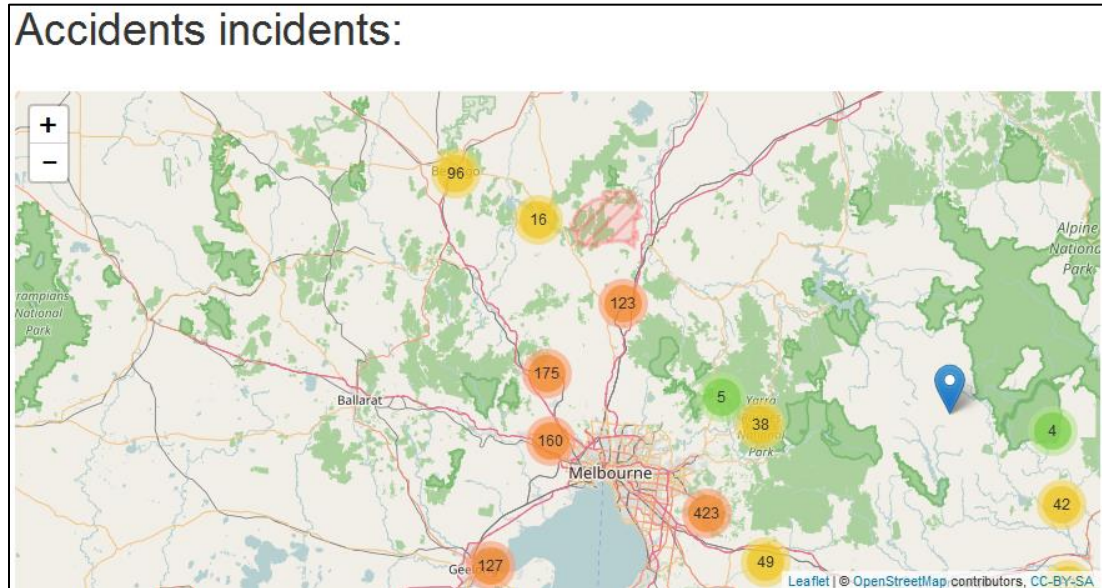 Accidents incidents:
+
−
96
16
Alpine
National
Park
National
Park
123
175
5
Yarra
Ballarat
38
4
160
Park
Melbourne
42
423
127
49
Leaflet | © OpenStreetMap contributors, CC-BY-SA